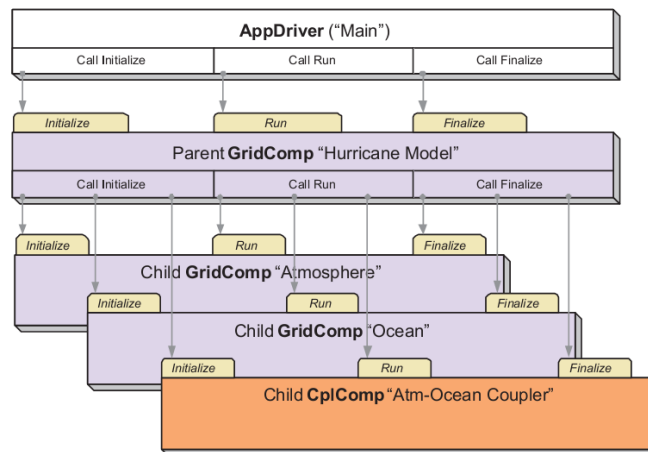 AppDriver (“Main”)
Call Initialize Call Run Call Finalize
Initialize Run Finalize
Parent GridComp “Hurricane Model”
Call Initialize Call Run Call Finalize
Initialize Run Finalize
Child GridComp “Atmosphere”
Initialize Run Finalize
Child GridComp “Ocean”
Initialize Run Finalize
Child CplComp “Atm-Ocean Coupler”